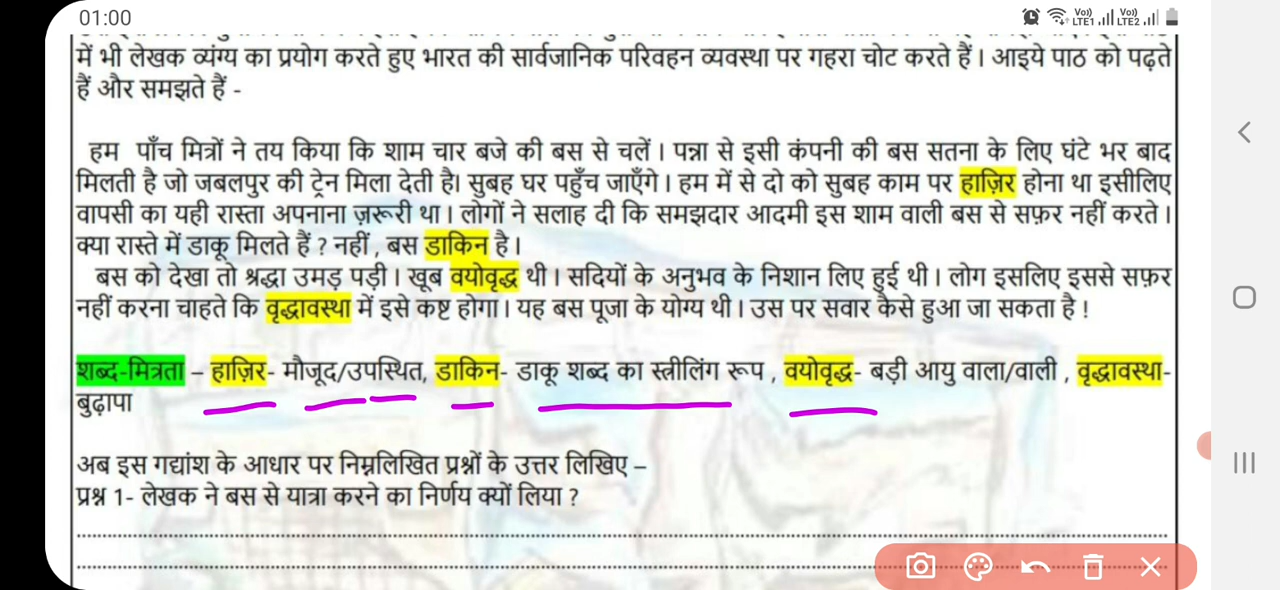 01:00
Vo)) LTE1 Vo)) LTE2
में भी लेखक व्यंग्य का प्रयोग करते हुए भारत की सार्वजानिक परिवहन व्यवस्था पर गहरा चोट करते हैं । आइये पाठ को पढ़ते
हैं और समझते हैं -
हम पाँच मित्रों ने तय किया कि शाम चार बजे की बस से चलें । पन्ना से इसी कंपनी की बस सतना के लिए घंटे भर बाद
मिलती है जो जबलपुर की ट्रेन मिला देती है। सुबह घर पहुँच जाएँगे । हम में से दो को सुबह काम पर हाज़िर होना था इसीलिए
वापसी का यही रास्ता अपनाना ज़रूरी था । लोगों ने सलाह दी कि समझदार आदमी इस शाम वाली बस से सफ़र नहीं करते ।
क्या रास्ते में डाकू मिलते हैं ? नहीं , बस डाकिन है ।
बस को देखा तो श्रद्धा उमड़ पड़ी । खूब वयोवृद्ध थी । सदियों के अनुभव के निशान लिए हुई थी । लोग इसलिए इससे सफ़र
नहीं करना चाहते कि वृद्धावस्था में इसे कष्ट होगा । यह बस पूजा के योग्य थी । उस पर सवार कैसे हुआ जा सकता है !
शब्द-मित्रता – हाज़िर- मौजूद/उपस्थित, डाकिन- डाकू शब्द का स्त्रीलिंग रूप , वयोवृद्ध- बड़ी आयु वाला/वाली , वृद्धावस्था-
बुढ़ापा
अब इस गद्यांश के आधार पर निम्नलिखित प्रश्नों के उत्तर लिखिए –
प्रश्न 1- लेखक ने बस से यात्रा करने का निर्णय क्यों लिया ?